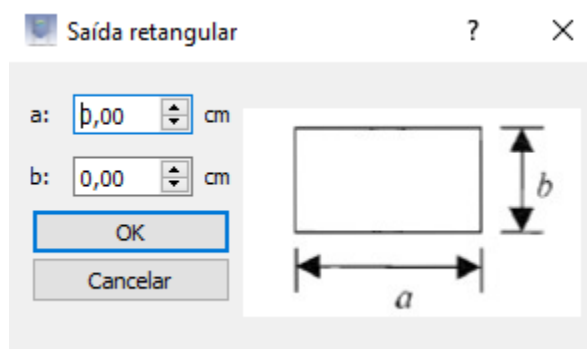 Saída retangular ?
a: 0,00 cm
b: 0,00 cm
OK
Cancelar
b
a